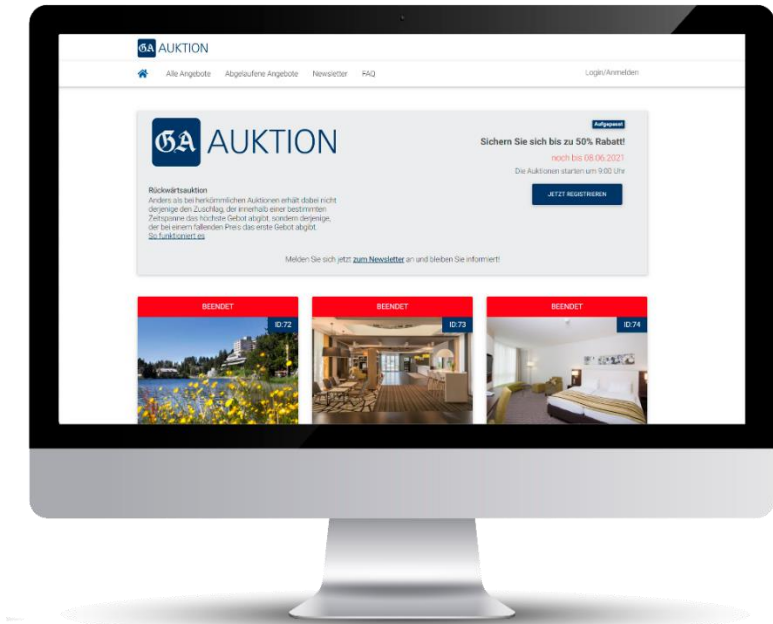 GA AUKTION
Alle Angebote Abgelaufene Angebote Newsletter FAQ Login/Anmelden
GA AUKTION
Aufgepasst
Sichern Sie sich bis zu 50% Rabatt!
noch bis 08.06.2021
Die Auktionen starten um 9:00 Uhr
JETZT REGISTRIEREN
Rückwärtsauktion
Anders als bei herkömmlichen Auktionen erhält dabei nicht
derjenige den Zuschlag, der innerhalb einer bestimmten
Zeitspanne das höchste Gebot abgibt, sondern derjenige,
der bei einem fallenden Preis das erste Gebot abgibt.
So funktioniert es
Melden Sie sich jetzt zum Newsletter an und bleiben Sie informiert!
BEENDET BEENDET BEENDET
ID:72 ID:73 ID:74